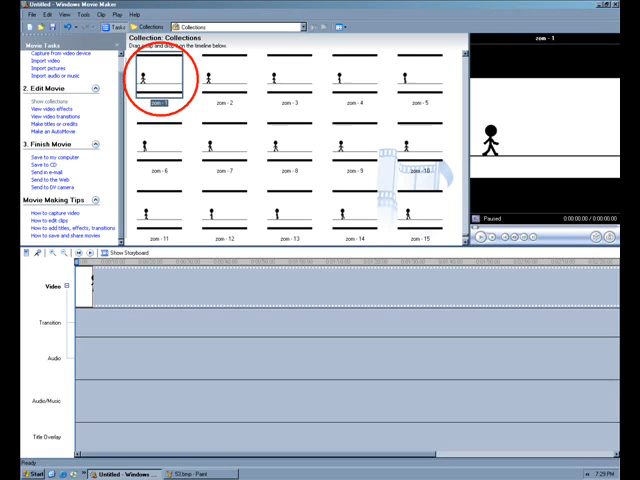 Untitled - Windows Movie Maker
File Edit View Tools Clip Play Help
Tasks Collections Collections
Movie Tasks
Capture from video device
Import video
Import pictures
Import audio or music
2. Edit Movie
Show collections
View video effects
View video transitions
Make titles or credits
Make an AutoMovie
3. Finish Movie
Save to my computer
Save to CD
Send in e-mail
Send to the Web
Send to DV camera
Movie Making Tips
How to capture video
How to edit clips
How to add titles, effects, transitions
How to save and share movies
Collection: Collections
Drag a clip and drop it on the timeline below.
zom - 1
zom - 2
zom - 3
zom - 4
zom - 5
zom - 6
zom - 7
zom - 8
zom - 9
zom - 10
zom - 11
zom - 12
zom - 13
zom - 14
zom - 15
zom - 1
Paused 0:00:00.00 / 0:00:00.00
Show Storyboard
Video
Transition
Audio
Audio/Music
Title Overlay
Ready
Start Untitled - Windows ... 53.bmp - Paint 7:29 PM